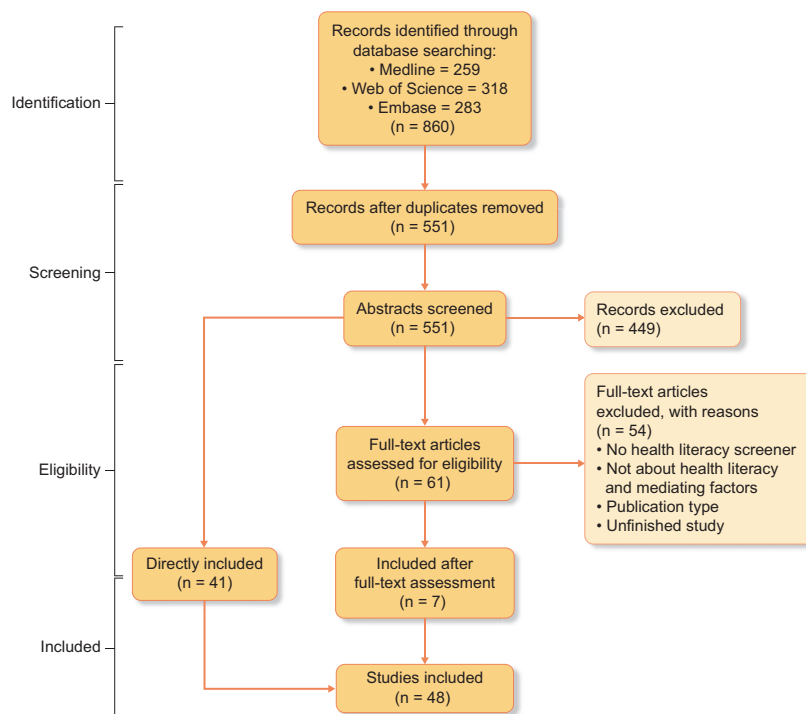 Records identified through
database searching:
• Medline = 259
• Web of Science = 318
• Embase = 283
(n = 860)
Identification
Records after duplicates removed
(n = 551)
Screening
Abstracts screened
(n = 551)
Records excluded
(n = 449)
Full-text articles
assessed for eligibility
(n = 61)
Full-text articles
excluded, with reasons
(n = 54)
• No health literacy screener
• Not about health literacy
and mediating factors
• Publication type
• Unfinished study
Eligibility
Directly included
(n = 41)
Included after
full-text assessment
(n = 7)
Included
Studies included
(n = 48)